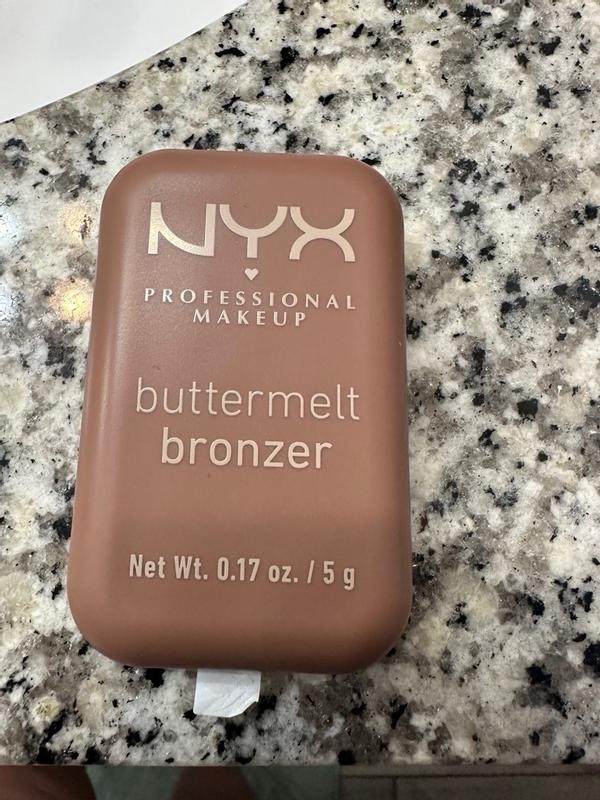 NYX
PROFESSIONAL
MAKEUP
buttermelt
bronzer
Net Wt. 0.17 oz. / 5 g